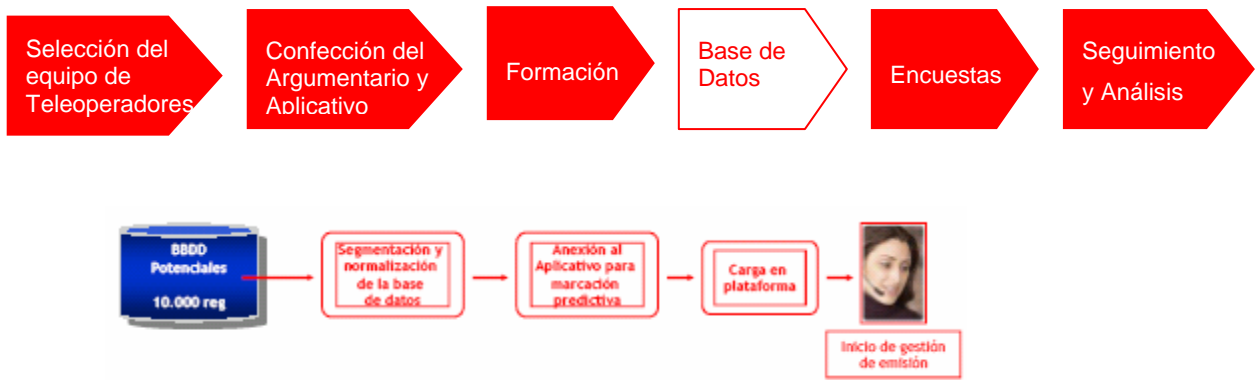 Selección del
equipo de
Teleoperadores
Confección del
Argumentario y
Aplicativo
Formación
Base de
Datos
Encuestas
Seguimiento
y Análisis
BBDD
Potenciales
10.000 reg
Segmentación y
normalización
de la base
de datos
Anexión al
Aplicativo para
marcación
predictiva
Carga en
plataforma
Inicio de gestión
de emisión